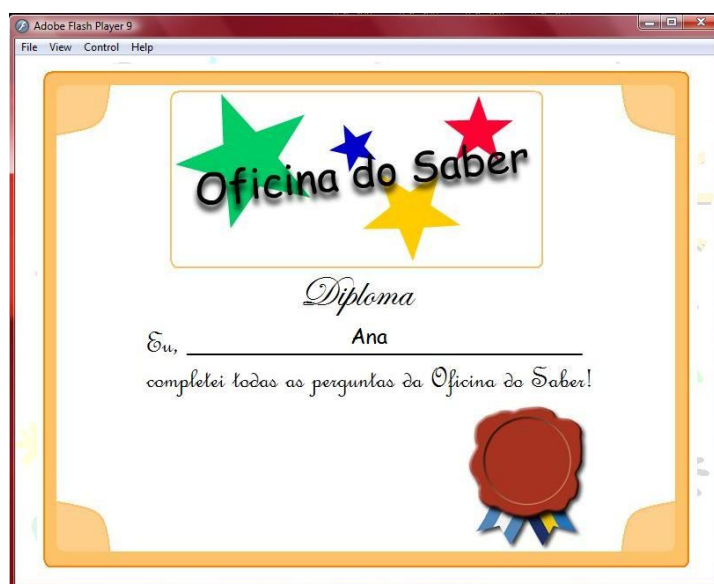 Adobe Flash Player 9
File View Control Help
Oficina do Saber
Diploma
Eu, Ana
completei todas as perguntas da Oficina do Saber!